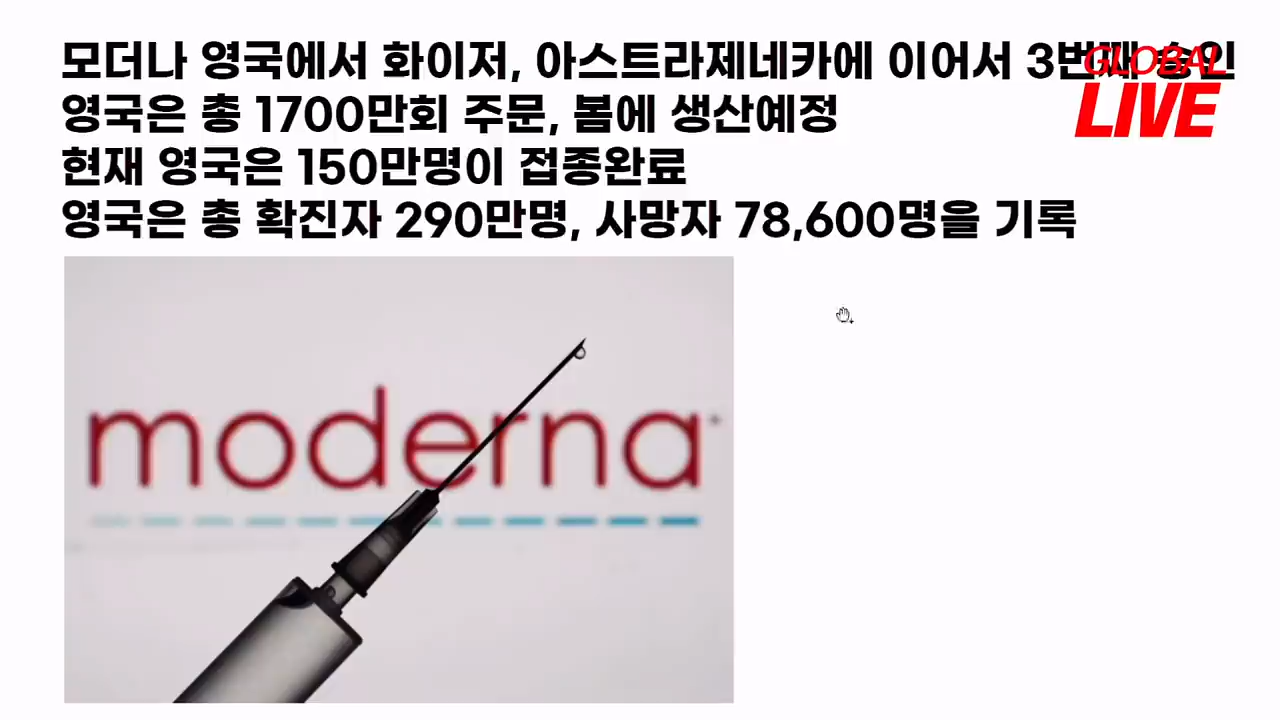 모더나 영국에서 화이저, 아스트라제네카에 이어서 3번째 승인
영국은 총 1700만회 주문, 봄에 생산예정
현재 영국은 150만명이 접종완료
영국은 총 확진자 290만명, 사망자 78,600명을 기록
GLOBAL
LIVE
moderna